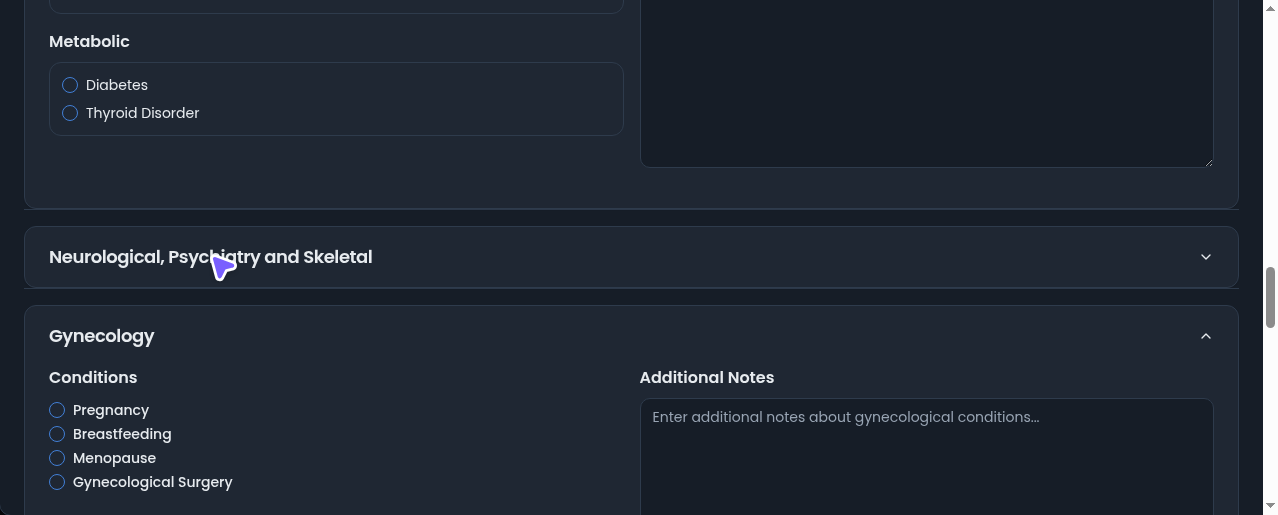 Metabolic
Diabetes
Thyroid Disorder
Neurological, Psychiatry and Skeletal
Gynecology
Conditions
Pregnancy
Breastfeeding
Menopause
Gynecological Surgery
Additional Notes
Enter additional notes about gynecological conditions...